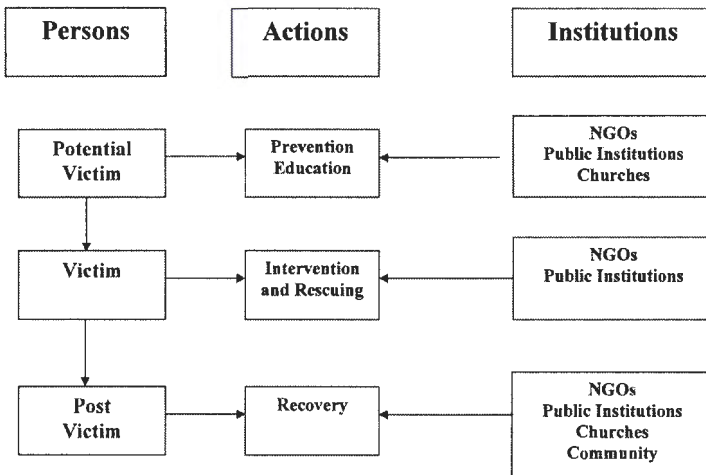 Persons
Actions
Institutions
Potential
Victim
Prevention
Education
NGOs
Public Institutions
Churches
Victim
Intervention
and Rescuing
NGOs
Public Institutions
Post
Victim
Recovery
NGOs
Public Institutions
Churches
Community